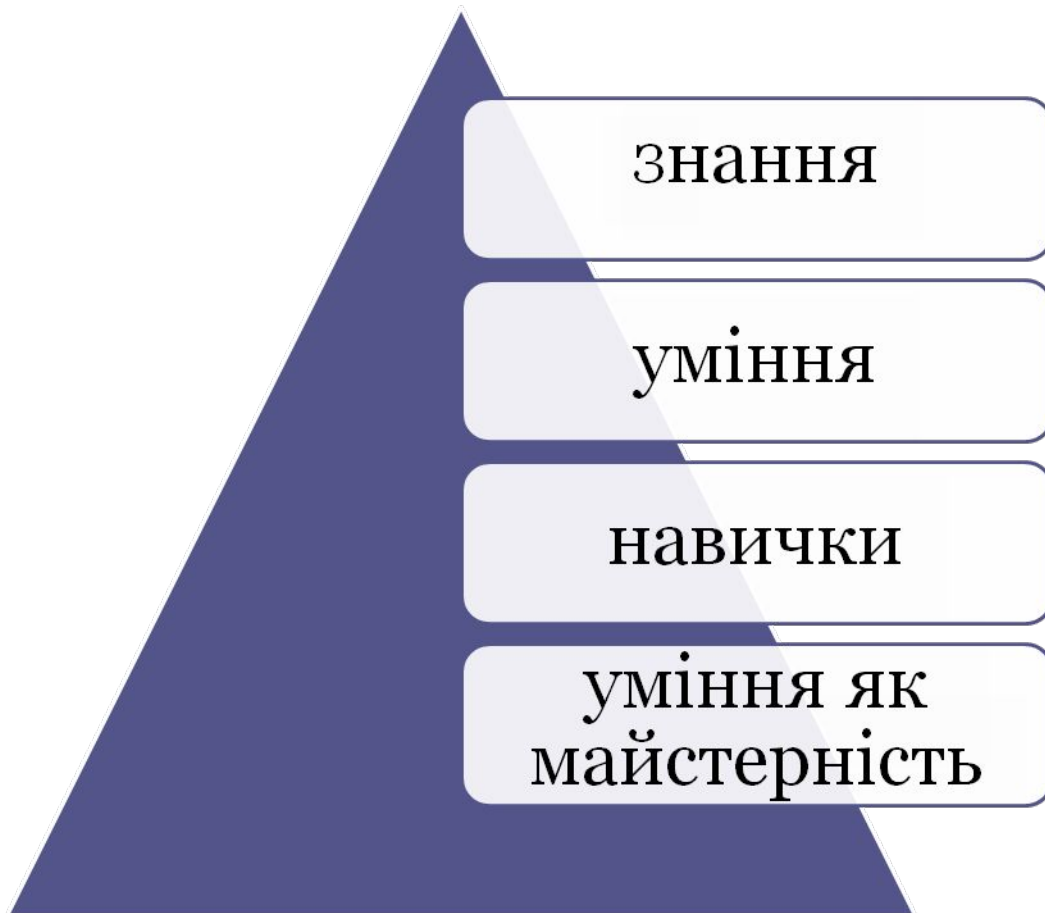 знання
уміння
навички
уміння як
майстерність